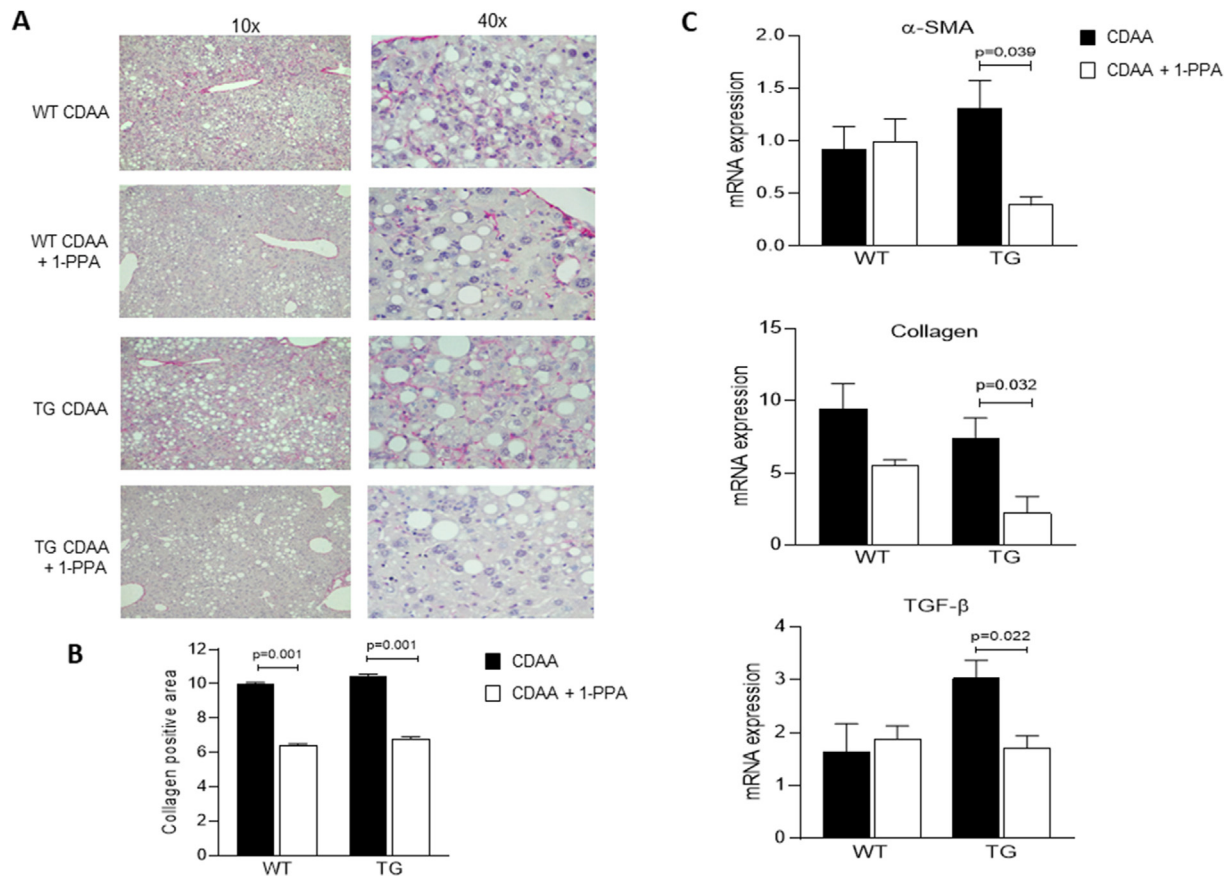 A
10x
40x
WT CDAA
WT CDAA
+ 1-PPA
TG CDAA
TG CDAA
+ 1-PPA
B
p=0.001
p=0.001
CDAA
CDAA + 1-PPA
Collagen positive area
12
10
8
6
4
2
0
WT
TG
C
α-SMA
CDAA
CDAA + 1-PPA
p=0,039
mRNA expression
2.0
1.5
1.0
0.5
0.0
WT
TG
Collagen
p=0.032
mRNA expression
15
10
5
0
WT
TG
TGF-β
p=0.022
mRNA expression
4
3
2
1
0
WT
TG